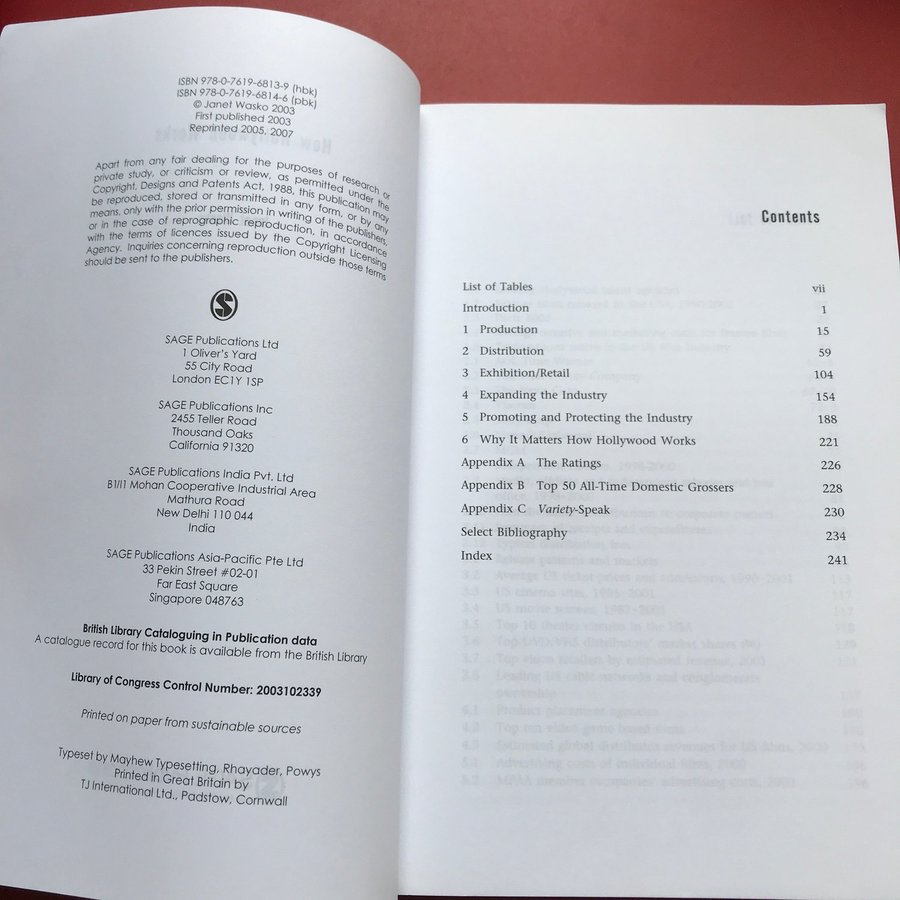 ISBN 978-0-7619-6813-9 (hbk)
ISBN 978-0-7619-6814-6 (pbk)
© Janet Wasko 2003
First published 2003
Reprinted 2005, 2007
Apart from any fair dealing for the purposes of research or
private study, or criticism or review, as permitted under the
Copyright, Designs and Patents Act, 1988, this publication may
be reproduced, stored or transmitted in any form, or by any
means, only with the prior permission in writing of the publishers,
or in the case of reprographic reproduction, in accordance
with the terms of licences issued by the Copyright Licensing
Agency. Inquiries concerning reproduction outside those terms
should be sent to the publishers.
S
SAGE Publications Ltd
1 Oliver's Yard
55 City Road
London EC1Y 1SP
SAGE Publications Inc
2455 Teller Road
Thousand Oaks
California 91320
SAGE Publications India Pvt. Ltd
B1/I1 Mohan Cooperative Industrial Area
Mathura Road
New Delhi 110 044
India
SAGE Publications Asia-Pacific Pte Ltd
33 Pekin Street #02-01
Far East Square
Singapore 048763
British Library Cataloguing in Publication data
A catalogue record for this book is available from the British Library
Library of Congress Control Number: 2003102339
Printed on paper from sustainable sources
Typeset by Mayhew Typesetting, Rhayader, Powys
Printed in Great Britain by
TJ International Ltd., Padstow, Cornwall
Contents
List of Tables vii
Introduction 1
1 Production 15
2 Distribution 59
3 Exhibition/Retail 104
4 Expanding the Industry 154
5 Promoting and Protecting the Industry 188
6 Why It Matters How Hollywood Works 221
Appendix A The Ratings 226
Appendix B Top 50 All-Time Domestic Grossers 228
Appendix C Variety-Speak 230
Select Bibliography 234
Index 241